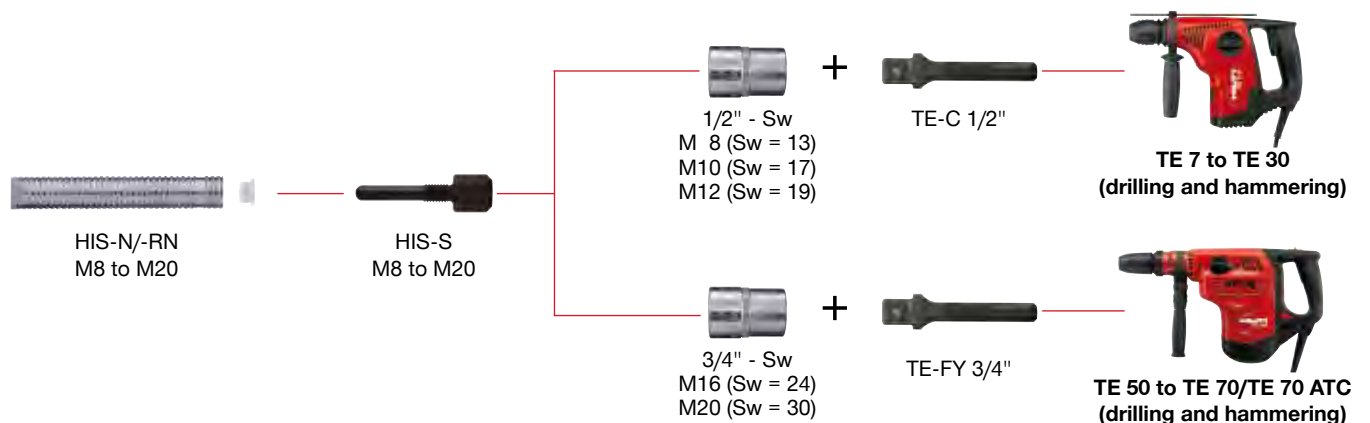 1/2" - Sw
M 8 (Sw = 13)
M10 (Sw = 17)
M12 (Sw = 19)
+
TE-C 1/2"
TE 7 to TE 30
(drilling and hammering)
HIS-N/-RN
M8 to M20
HIS-S
M8 to M20
3/4" - Sw
M16 (Sw = 24)
M20 (Sw = 30)
+
TE-FY 3/4"
TE 50 to TE 70/TE 70 ATC
(drilling and hammering)